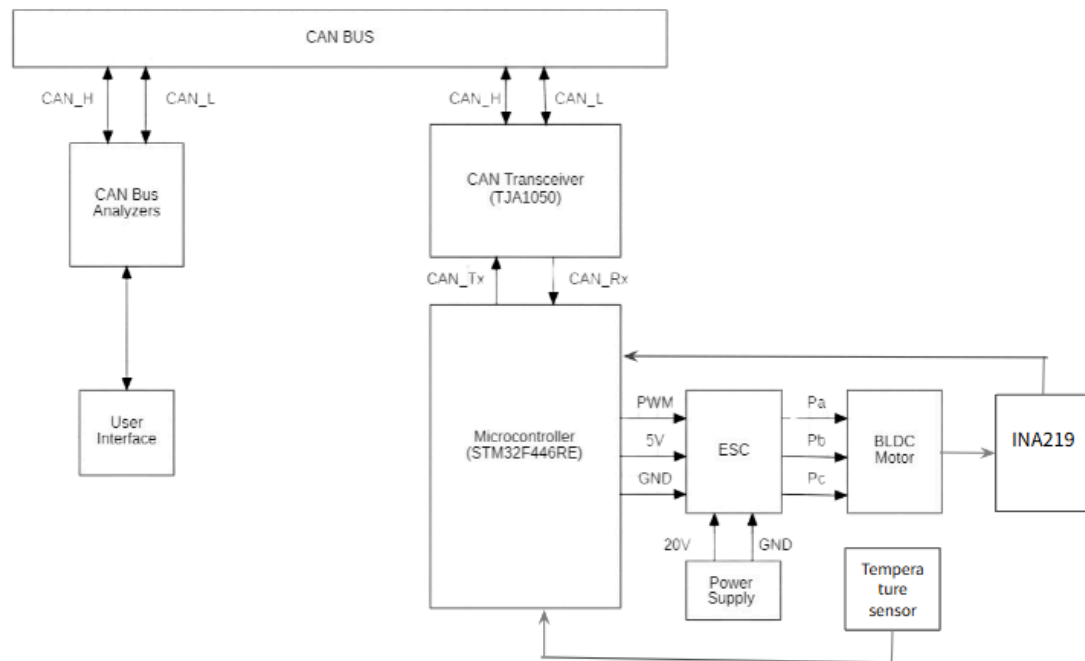 CAN BUS
CAN_H
CAN_L
CAN_H
CAN_L
CAN Bus
Analyzers
CAN Transceiver
(TJA1050)
CAN_Tx
CAN_Rx
User
Interface
Microcontroller
(STM32F446RE)
PWM
5V
GND
ESC
Pa
Pb
Pc
BLDC
Motor
INA219
20V
GND
Power
Supply
Tempera
ture
sensor